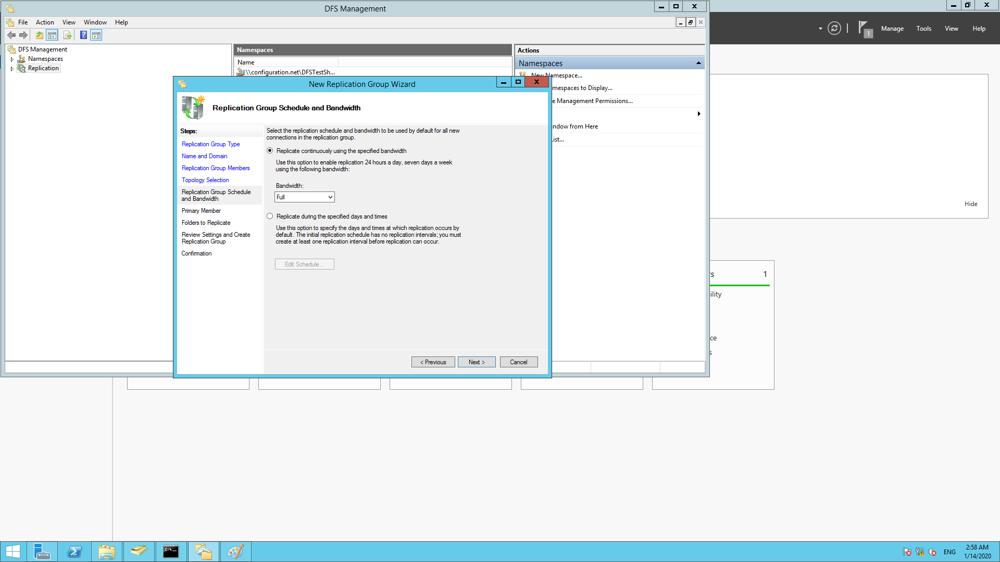 DFS Management
File Action View Window Help
DFS Management
Namespaces
Replication
Namespaces
Name
\\configuration.net\DFSTestSh...
Actions
Namespaces
New Namespace...
mespaces to Display...
e Management Permissions...
ndow from Here
ist...
1
Manage Tools View Help
Hide
New Replication Group Wizard
Replication Group Schedule and Bandwidth
Steps:
Replication Group Type
Name and Domain
Replication Group Members
Topology Selection
Replication Group Schedule
and Bandwidth
Primary Member
Folders to Replicate
Review Settings and Create
Replication Group
Confirmation
Select the replication schedule and bandwidth to be used by default for all new
connections in the replication group.
Replicate continuously using the specified bandwidth
Use this option to enable replication 24 hours a day, seven days a week
using the following bandwidth:
Bandwidth:
Full
Replicate during the specified days and times
Use this option to specify the days and times at which replication occurs by
default. The initial replication schedule has no replication intervals; you must
create at least one replication interval before replication can occur.
Edit Schedule...
< Previous Next > Cancel
rs 1
ility
ce
s
C:\_
ENG
2:58 AM
1/14/2020